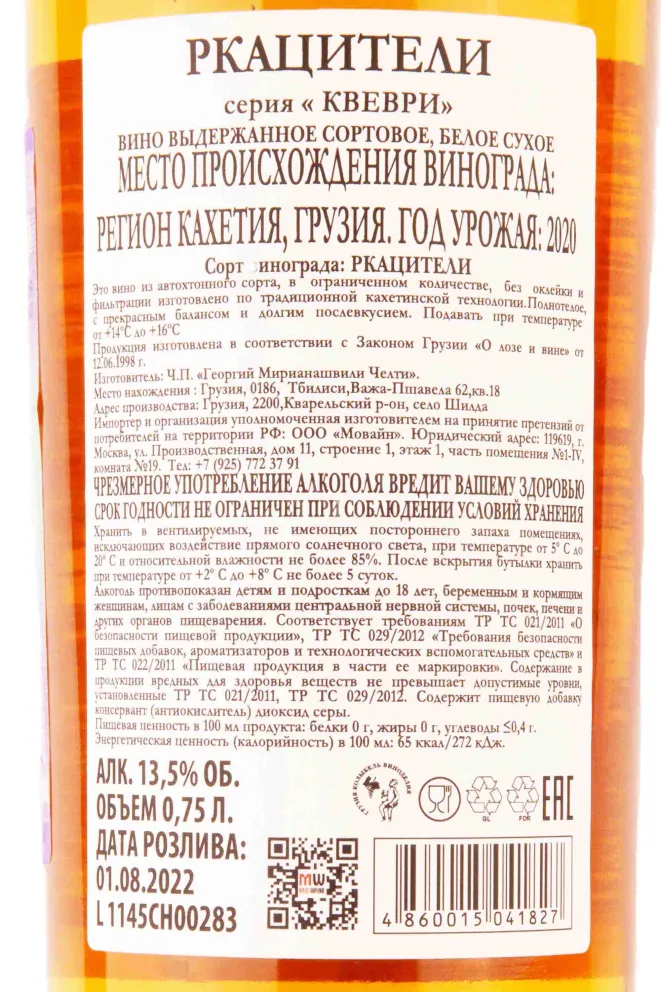 РКАЦИТЕЛИ
серия « КВЕВРИ»
ВИНО ВЫДЕРЖАННОЕ СОРТОВОЕ, БЕЛОЕ СУХОЕ
МЕСТО ПРОИСХОЖДЕНИЯ ВИНОГРАДА:
РЕГИОН КАХЕТИЯ, ГРУЗИЯ. ГОД УРОЖАЯ: 2020
Сорт винограда: РКАЦИТЕЛИ
Это вино из автохтонного сорта, в ограниченном количестве, без оклейки и
фильтрации изготовлено по традиционной кахетинской технологии.Полнотелое,
с прекрасным балансом и долгим послевкусием. Подавать при температуре
от +14°С до +16°С
Продукция изготовлена в соответствии с Законом Грузии «О лозе и вине» от
12.06.1998 г.
Изготовитель: Ч.П. «Георгий Мирианашвили Челти».
Место нахождения : Грузия, 0186, Тбилиси,Важа-Пшавела 62,кв.18
Адрес производства: Грузия, 2200,Кварельский р-он, село Шилда
Импортер и организация уполномоченная изготовителем на принятие претензий от
потребителей на территории РФ: ООО «Мовайн». Юридический адрес: 119619, г.
Москва, ул. Производственная, дом 11, строение 1, этаж 1, часть помещения №1-IV,
комната №19. Тел: +7 (925) 772 37 91
ЧРЕЗМЕРНОЕ УПОТРЕБЛЕНИЕ АЛКОГОЛЯ ВРЕДИТ ВАШЕМУ ЗДОРОВЬЮ
СРОК ГОДНОСТИ НЕ ОГРАНИЧЕН ПРИ СОБЛЮДЕНИИ УСЛОВИЙ ХРАНЕНИЯ
Хранить в вентилируемых, не имеющих постороннего запаха помещениях,
исключающих воздействие прямого солнечного света, при температуре от 5° С до
20° С и относительной влажности не более 85%. После вскрытия бутылки хранить
при температуре от +2° С до +8° С не более 5 суток.
Алкоголь противопоказан детям и подросткам до 18 лет, беременным и кормящим
женщинам, лицам с заболеваниями центральной нервной системы, почек, печени и
других органов пищеварения. Соответствует требованиям ТР ТС 021/2011 «О
безопасности пищевой продукции», ТР ТС 029/2012 «Требования безопасности
пищевых добавок, ароматизаторов и технологических вспомогательных средств» и
ТР ТС 022/2011 «Пищевая продукция в части ее маркировки». Содержание в
продукции вредных для здоровья веществ не превышает допустимые уровни,
установленные ТР ТС 021/2011, ТР ТС 029/2012. Содержит пищевую добавку
консервант (антиокислитель) диоксид серы.
Пищевая ценность в 100 мл продукта: белки 0 г, жиры 0 г, углеводы ≤0,4 г.
Энергетическая ценность (калорийность) в 100 мл: 65 ккал/272 кДж.
АЛК. 13,5% ОБ.
ОБЪЕМ 0,75 Л.
ДАТА РОЗЛИВА:
01.08.2022
L 1145CH00283
ГРУЗИЯ КОЛЫБЕЛЬ ВИНОДЕЛИЯ
GL
FOR
EAC
MW
4 860015 041827